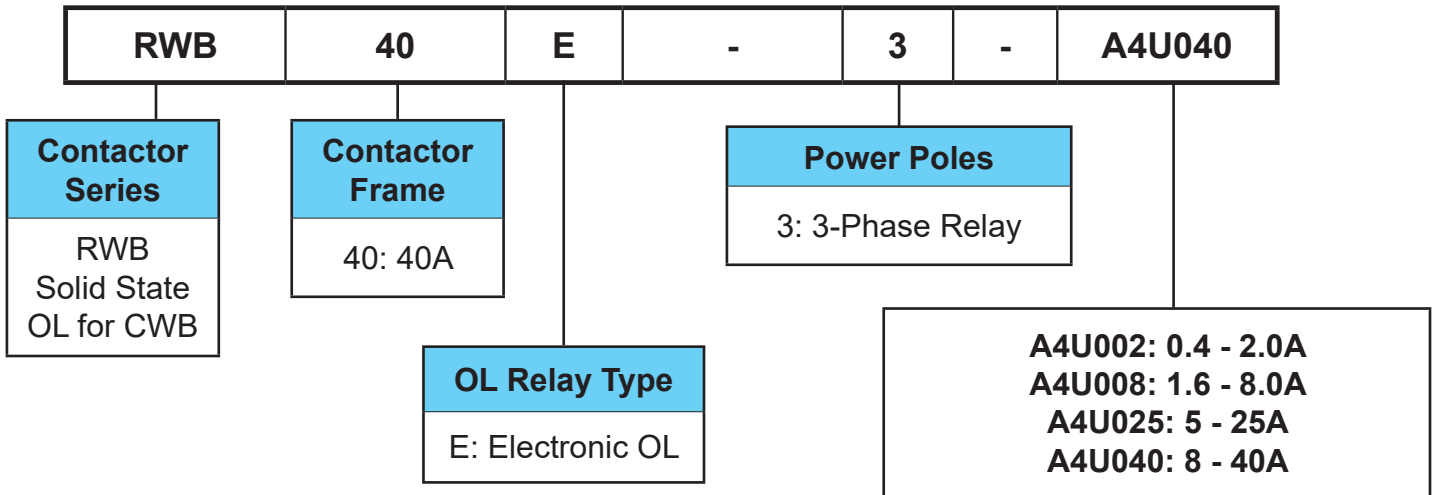 RWB 40 E - 3 - A4U040
Contactor
Series
RWB
Solid State
OL for CWB
Contactor
Frame
40: 40A
OL Relay Type
E: Electronic OL
Power Poles
3: 3-Phase Relay
A4U002: 0.4 - 2.0A
A4U008: 1.6 - 8.0A
A4U025: 5 - 25A
A4U040: 8 - 40A